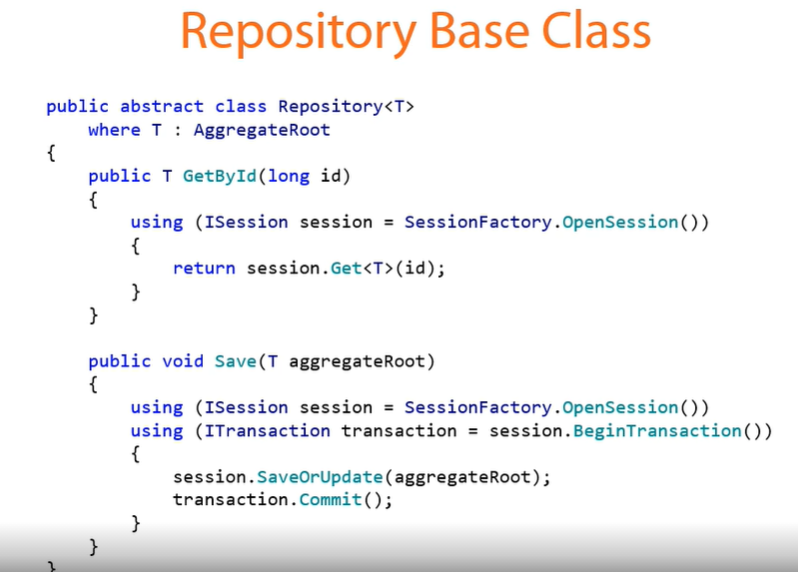 Repository Base Class
public abstract class Repository<T>
    where T : AggregateRoot
{
    public T GetById(long id)
    {
        using (ISession session = SessionFactory.OpenSession())
        {
            return session.Get<T>(id);
        }
    }

    public void Save(T aggregateRoot)
    {
        using (ISession session = SessionFactory.OpenSession())
        using (ITransaction transaction = session.BeginTransaction())
        {
            session.SaveOrUpdate(aggregateRoot);
            transaction.Commit();
        }
    }
}